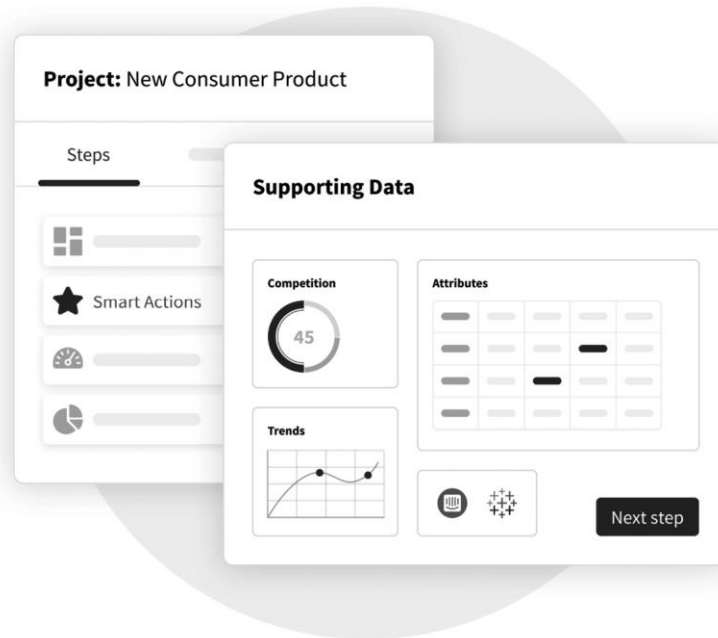 Project: New Consumer Product
Steps
Smart Actions
Supporting Data
Competition
45
Attributes
Trends
Next step